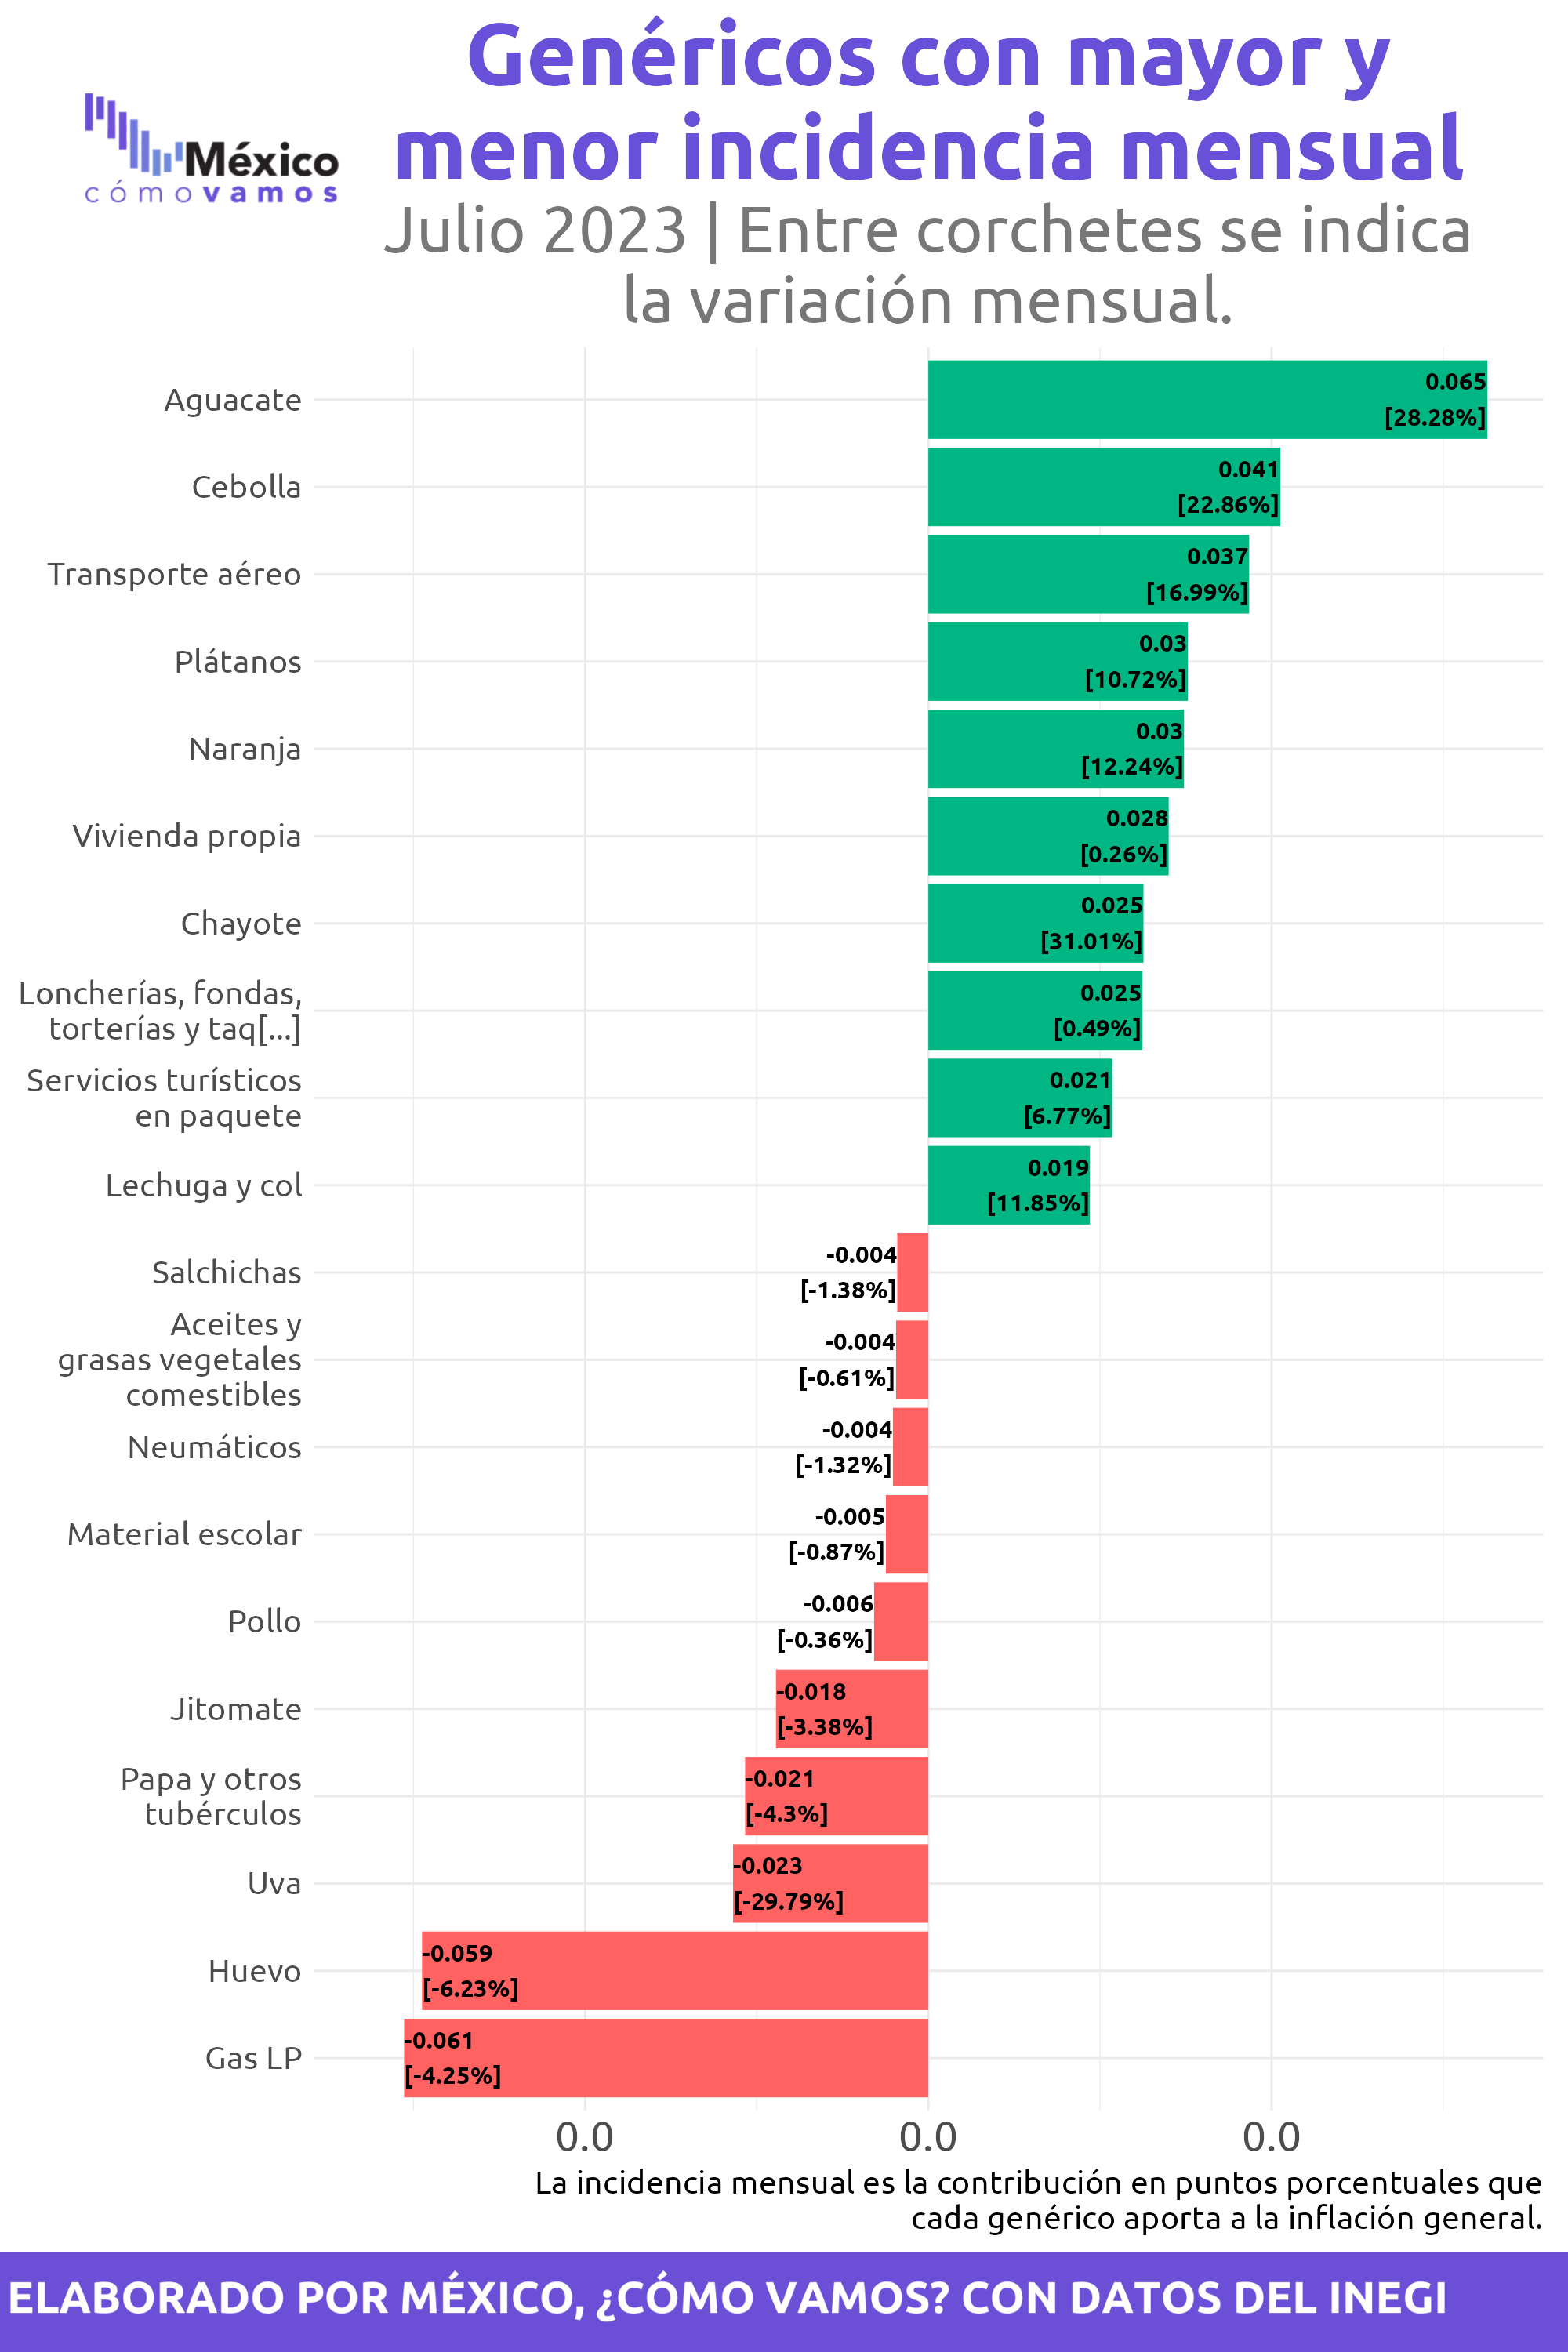 Genéricos con mayor y
menor incidencia mensual
México
cómovamos
Julio 2023 | Entre corchetes se indica
la variación mensual.
Aguacate
0.065
[28.28%]
Cebolla
0.041
[22.86%]
Transporte aéreo
0.037
[16.99%]
Plátanos
0.03
[10.72%]
Naranja
0.03
[12.24%]
Vivienda propia
0.028
[0.26%]
Chayote
0.025
[31.01%]
Loncherías, fondas,
torterías y taq[...]
0.025
[0.49%]
Servicios turísticos
en paquete
0.021
[6.77%]
Lechuga y col
0.019
[11.85%]
Salchichas
-0.004
[-1.38%]
Aceites y
grasas vegetales
comestibles
-0.004
[-0.61%]
Neumáticos
-0.004
[-1.32%]
Material escolar
-0.005
[-0.87%]
Pollo
-0.006
[-0.36%]
Jitomate
-0.018
[-3.38%]
Papa y otros
tubérculos
-0.021
[-4.3%]
Uva
-0.023
[-29.79%]
Huevo
-0.059
[-6.23%]
Gas LP
-0.061
[-4.25%]
0.0 0.0 0.0
La incidencia mensual es la contribución en puntos porcentuales que
cada genérico aporta a la inflación general.
ELABORADO POR MÉXICO, ¿CÓMO VAMOS? CON DATOS DEL INEGI